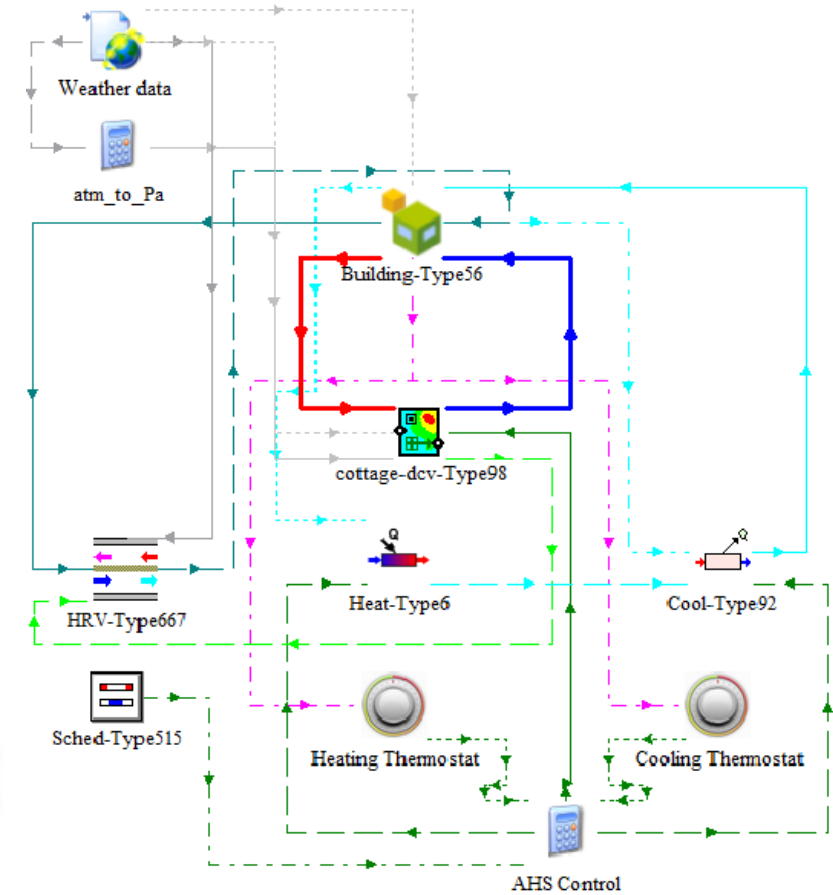 Weather data
atm_to_Pa
Building-Type56
cottage-dcv-Type98
Q
Q
HRV-Type667
Heat-Type6
Cool-Type92
Sched-Type515
Heating Thermostat
Cooling Thermostat
AHS Control